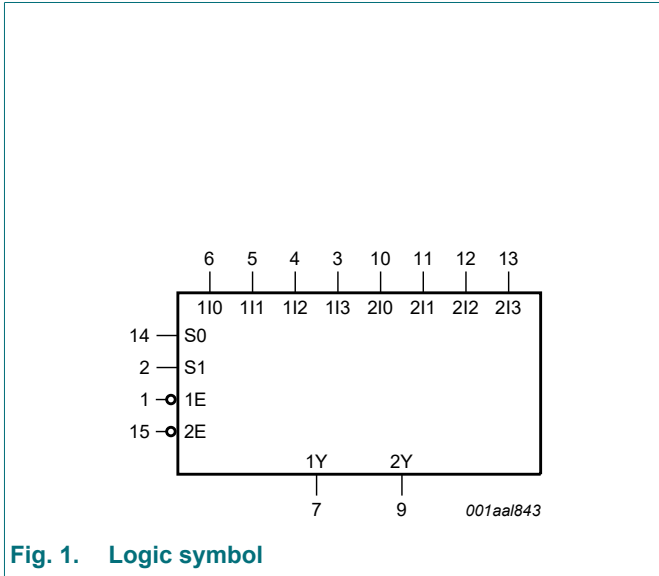 6 5 4 3 10 11 12 13
1I0 1I1 1I2 1I3 2I0 2I1 2I2 2I3
14 S0
2 S1
1 1E
15 2E
1Y 2Y
7 9 001aal843
Fig. 1. Logic symbol